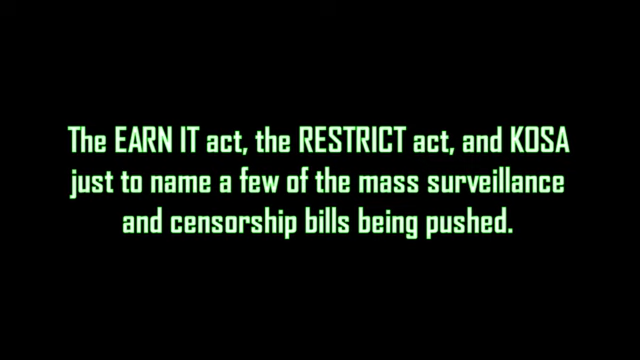 The EARN IT act, the RESTRICT act, and KOSA
just to name a few of the mass surveillance
and censorship bills being pushed.